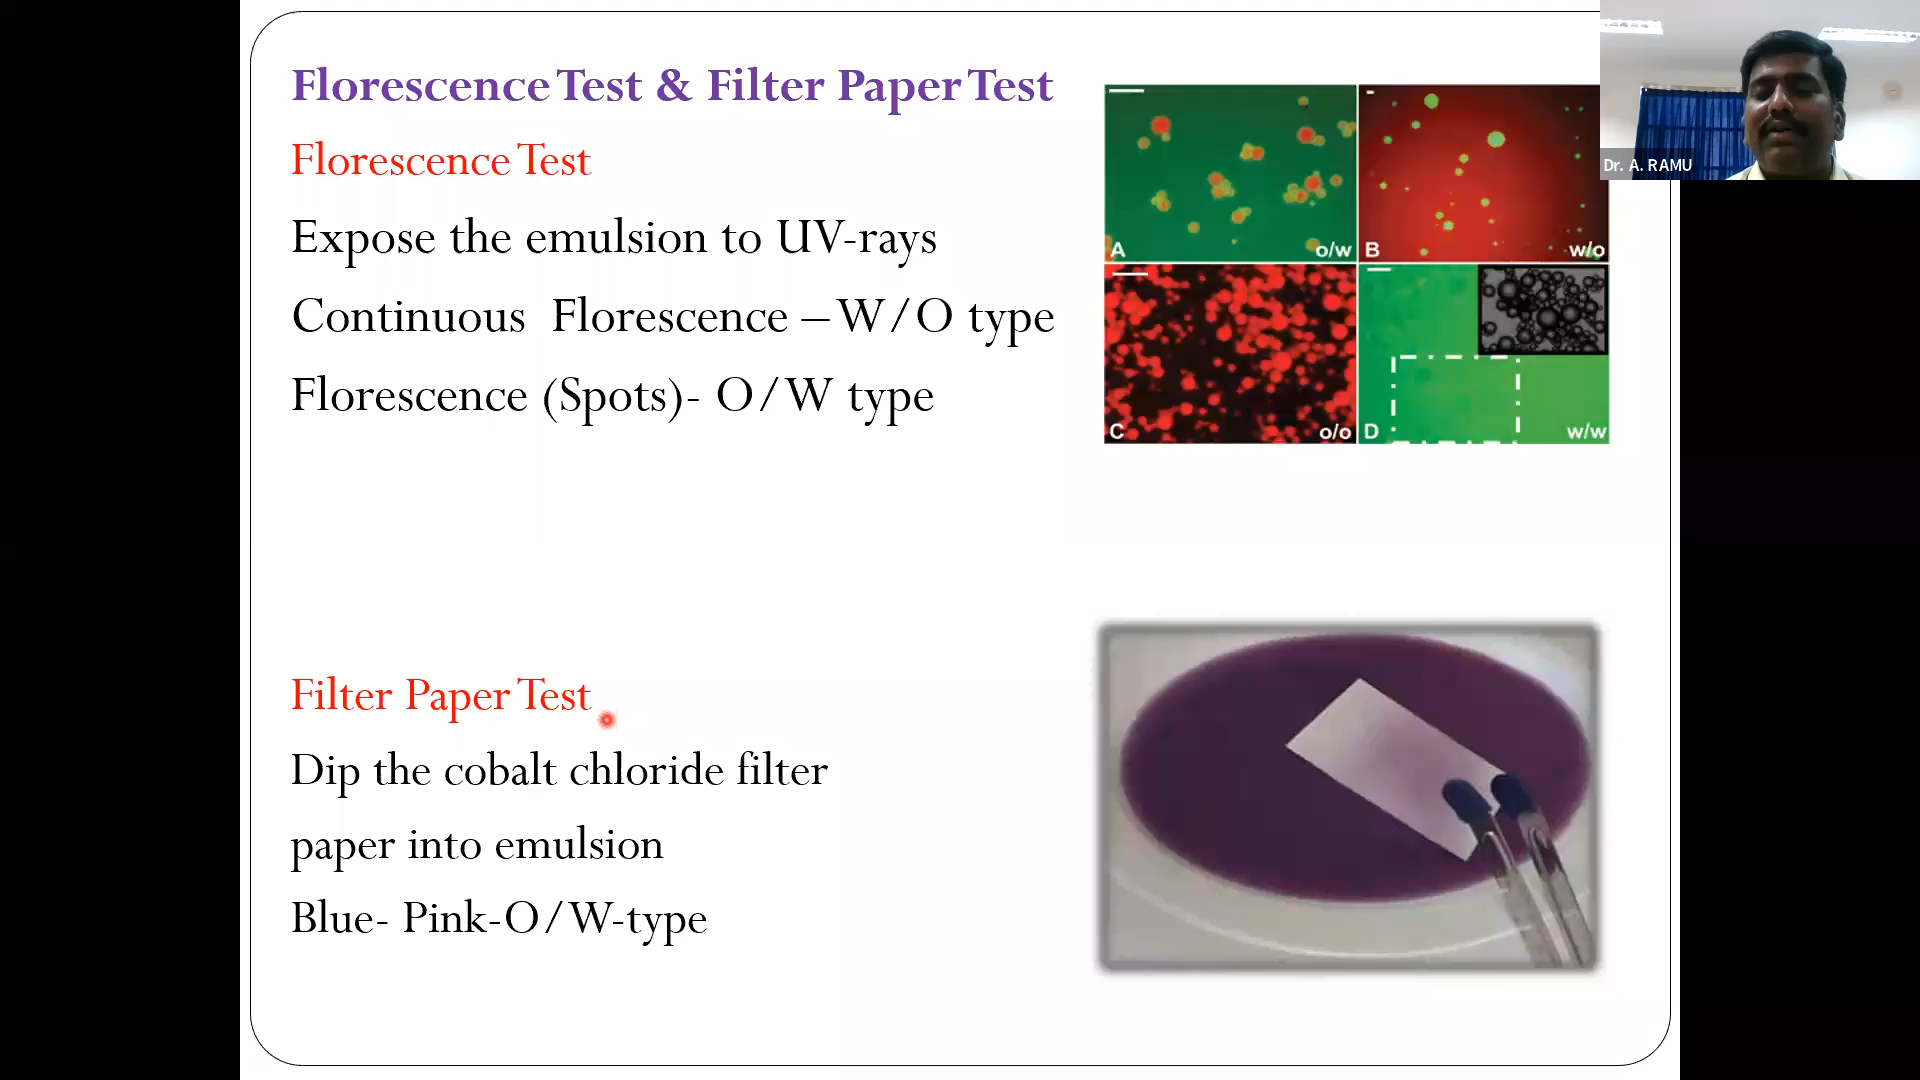 Florescence Test & Filter Paper Test
Florescence Test
Expose the emulsion to UV-rays
Continuous Florescence – W/O type
Florescence (Spots)- O/W type
A
o/w
B
w/o
C
o/o
D
w/w
Dr. A. RAMU
Filter Paper Test
Dip the cobalt chloride filter
paper into emulsion
Blue- Pink-O/W-type